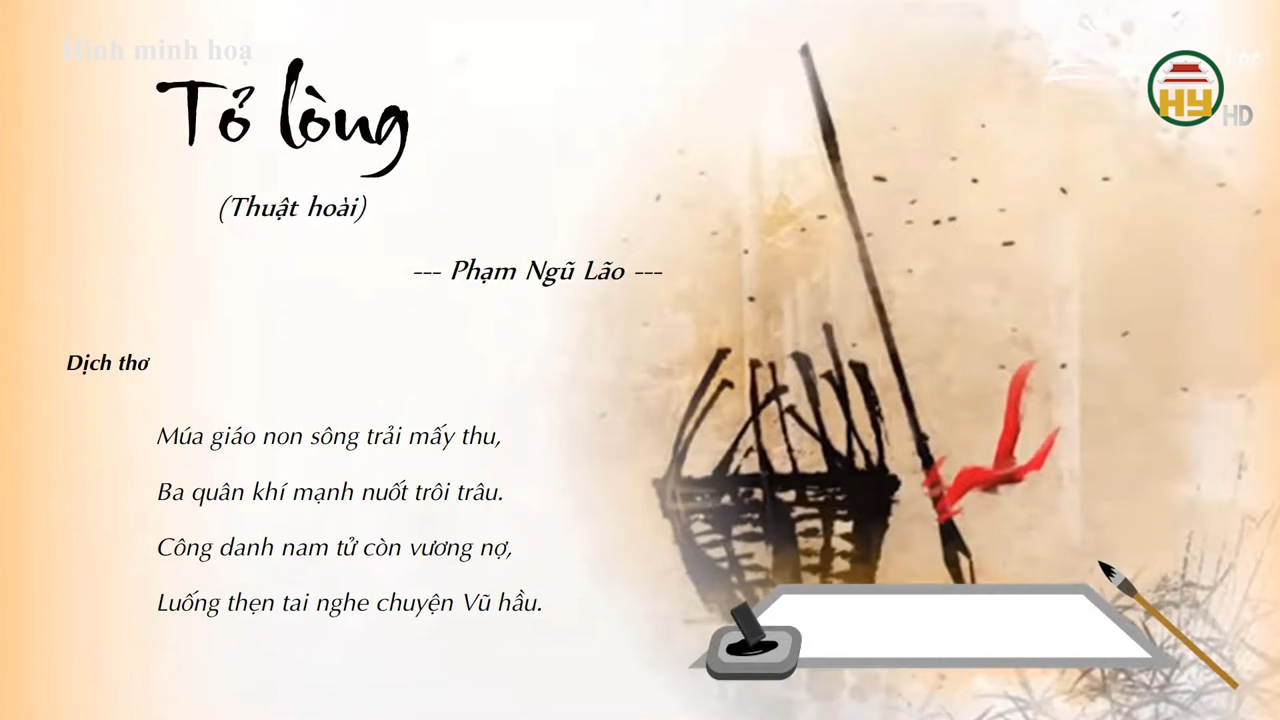 Hình minh hoạ
Tỏ lòng
(Thuật hoài)
--- Phạm Ngũ Lão ---
Dịch thơ
Múa giáo non sông trải mấy thu,
Ba quân khí mạnh nuốt trôi trâu.
Công danh nam tử còn vương nợ,
Luống thẹn tai nghe chuyện Vũ hầu.
HY
HD